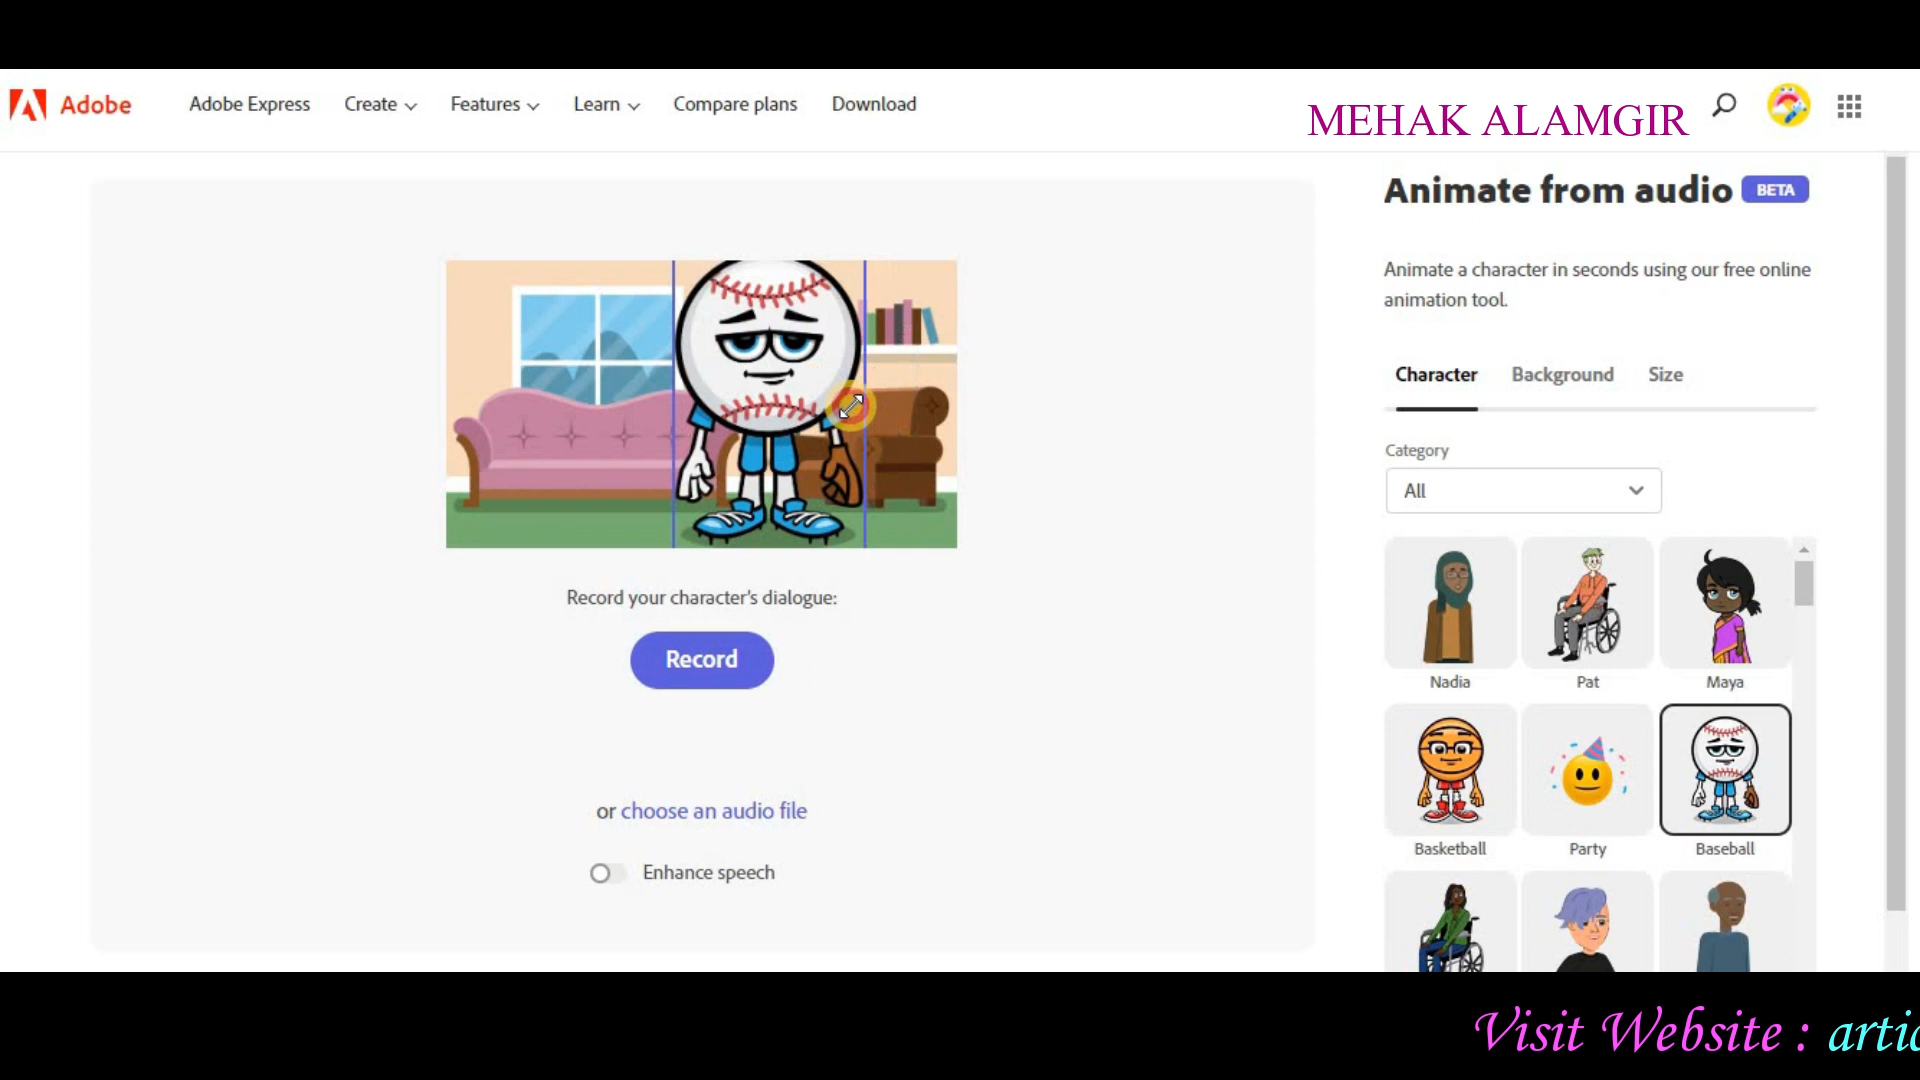 Adobe
Adobe Express
Create
Features
Learn
Compare plans
Download
MEHAK ALAMGIR
Animate from audio BETA
Animate a character in seconds using our free online
animation tool.
Character Background Size
Category
All
Nadia Pat Maya
Basketball Party Baseball
Record your character's dialogue:
Record
or choose an audio file
Enhance speech
Visit Website :